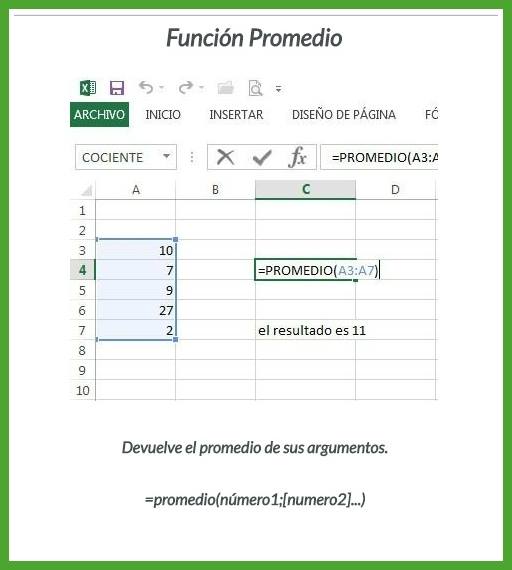 Función Promedio
ARCHIVO INICIO INSERTAR DISEÑO DE PÁGINA FÓ
COCIENTE fx =PROMEDIO(A3:A
A B C D
1
2
3 10
4 7 =PROMEDIO(A3:A7)
5 9
6 27
7 2 el resultado es 11
8
9
10
Devuelve el promedio de sus argumentos.
=promedio(número1;[numero2]...)